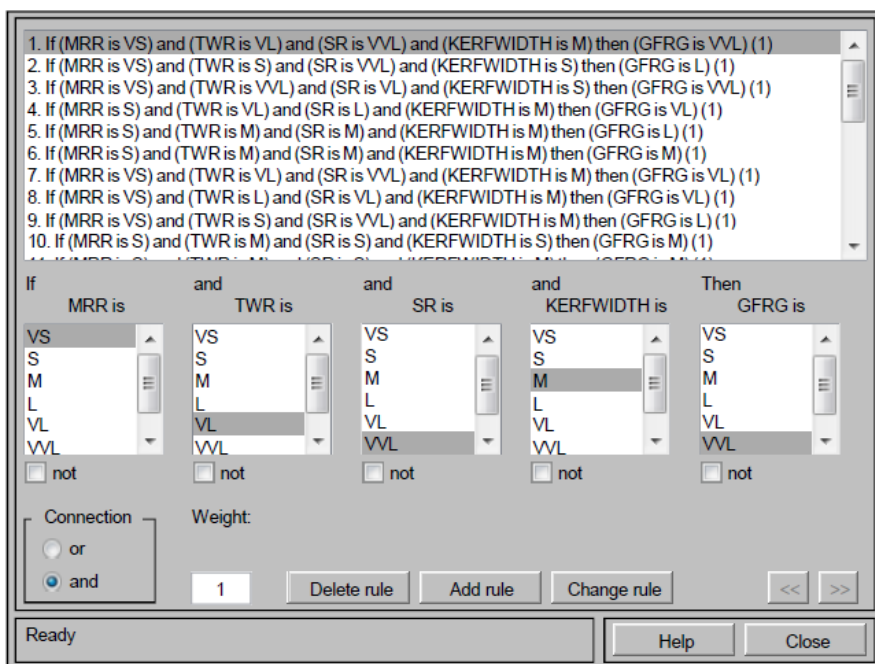 1. If (MRR is VS) and (TWR is VL) and (SR is VVL) and (KERFWIDTH is M) then (GFRG is VVL) (1)
2. If (MRR is VS) and (TWR is S) and (SR is VVL) and (KERFWIDTH is S) then (GFRG is L) (1)
3. If (MRR is VS) and (TWR is VVL) and (SR is VL) and (KERFWIDTH is S) then (GFRG is VVL) (1)
4. If (MRR is S) and (TWR is VL) and (SR is L) and (KERFWIDTH is M) then (GFRG is VL) (1)
5. If (MRR is S) and (TWR is M) and (SR is M) and (KERFWIDTH is M) then (GFRG is L) (1)
6. If (MRR is S) and (TWR is M) and (SR is M) and (KERFWIDTH is M) then (GFRG is M) (1)
7. If (MRR is VS) and (TWR is VL) and (SR is VVL) and (KERFWIDTH is M) then (GFRG is VL) (1)
8. If (MRR is VS) and (TWR is L) and (SR is VL) and (KERFWIDTH is M) then (GFRG is VL) (1)
9. If (MRR is VS) and (TWR is S) and (SR is VVL) and (KERFWIDTH is M) then (GFRG is L) (1)
10. If (MRR is S) and (TWR is M) and (SR is S) and (KERFWIDTH is S) then (GFRG is M) (1)
If and and and Then
MRR is TWR is SR is KERFWIDTH is GFRG is
VS VS VS VS VS
S S S S S
M M M M M
L L L L L
VL VL VL VL VL
VVL VVL VVL VVL VVL
not not not not not
Connection Weight:
or
and 1 Delete rule Add rule Change rule << >>
Ready Help Close